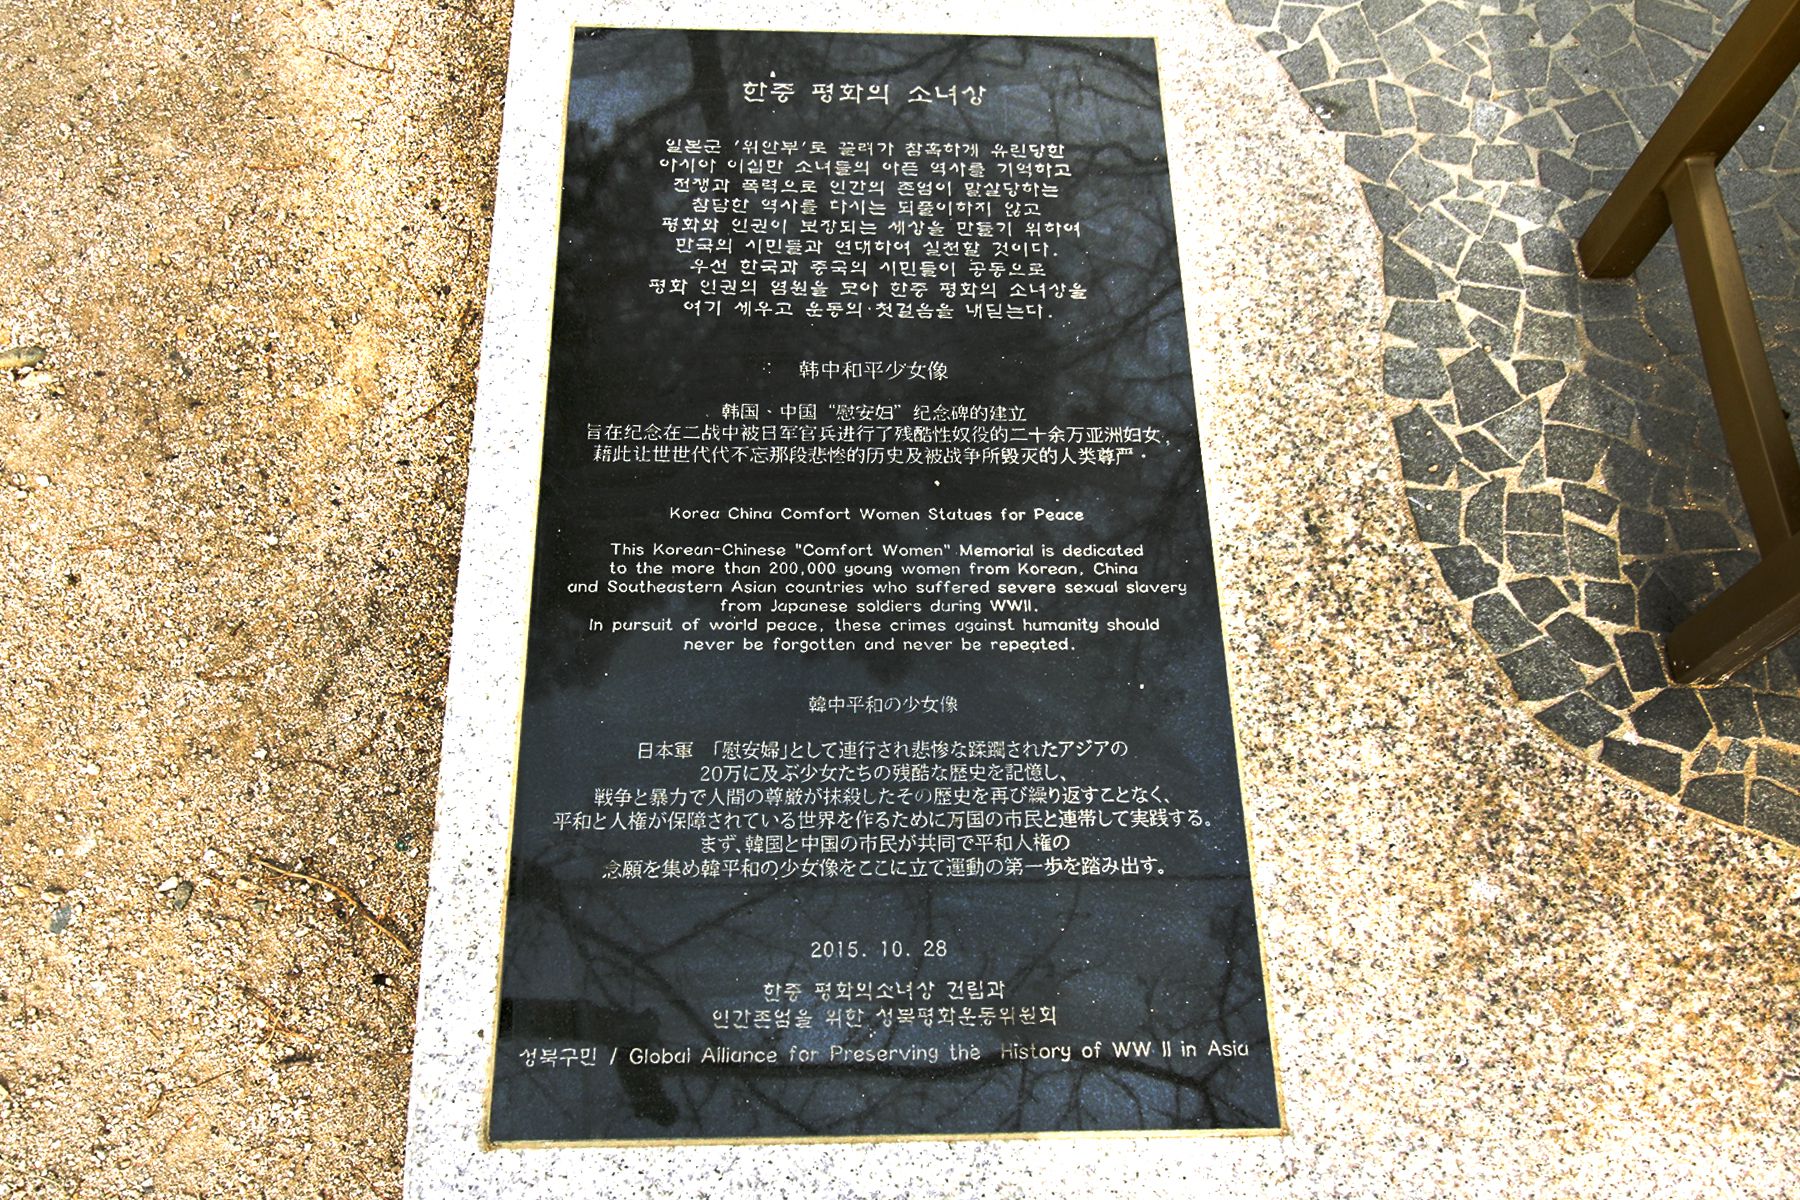 한중 평화의 소녀상
일본군 '위안부'로 끌려가 참혹하게 유린당한
아시아 이십만 소녀들의 아픈 역사를 기억하고
전쟁과 폭력으로 인간의 존엄이 말살당하는
참담한 역사를 다시는 되풀이하지 않고
평화와 인권이 보장되는 세상을 만들기 위하여
만국의 시민들과 연대하여 실천할 것이다.
우선 한국과 중국의 시민들이 공동으로
평화 인권의 염원을 모아 한중 평화의 소녀상을
여기 세우고 운동의 첫걸음을 내딛는다.
韩中和平少女像
韩国、中国“慰安妇”纪念碑的建立
旨在纪念在二战中被日军官兵进行了残酷性奴役的二十余万亚洲妇女,
藉此让世世代代不忘那段悲惨的历史及被战争所毁灭的人类尊严.
Korea China Comfort Women Statues for Peace
This Korean-Chinese "Comfort Women" Memorial is dedicated
to the more than 200,000 young women from Korean, China
and Southeastern Asian countries who suffered severe sexual slavery
from Japanese soldiers during WWII.
In pursuit of world peace, these crimes against humanity should
never be forgotten and never be repeated.
韓中平和の少女像
日本軍 「慰安婦」として連行され悲惨な蹂躙されたアジアの
20万に及ぶ少女たちの残酷な歴史を記憶し、
戦争と暴力で人間の尊厳が抹殺したその歴史を再び繰り返すことなく、
平和と人権が保障されている世界を作るために万国の市民と連帯して実践する。
まず、韓国と中国の市民が共同で平和人権の
念願を集め韓平和の少女像をここに立て運動の第一歩を踏み出す。
2015. 10. 28
한중 평화의소녀상 건립과
인간존엄을 위한 성북평화운동위원회
성북구민 / Global Alliance for Preserving the History of WW II in Asia